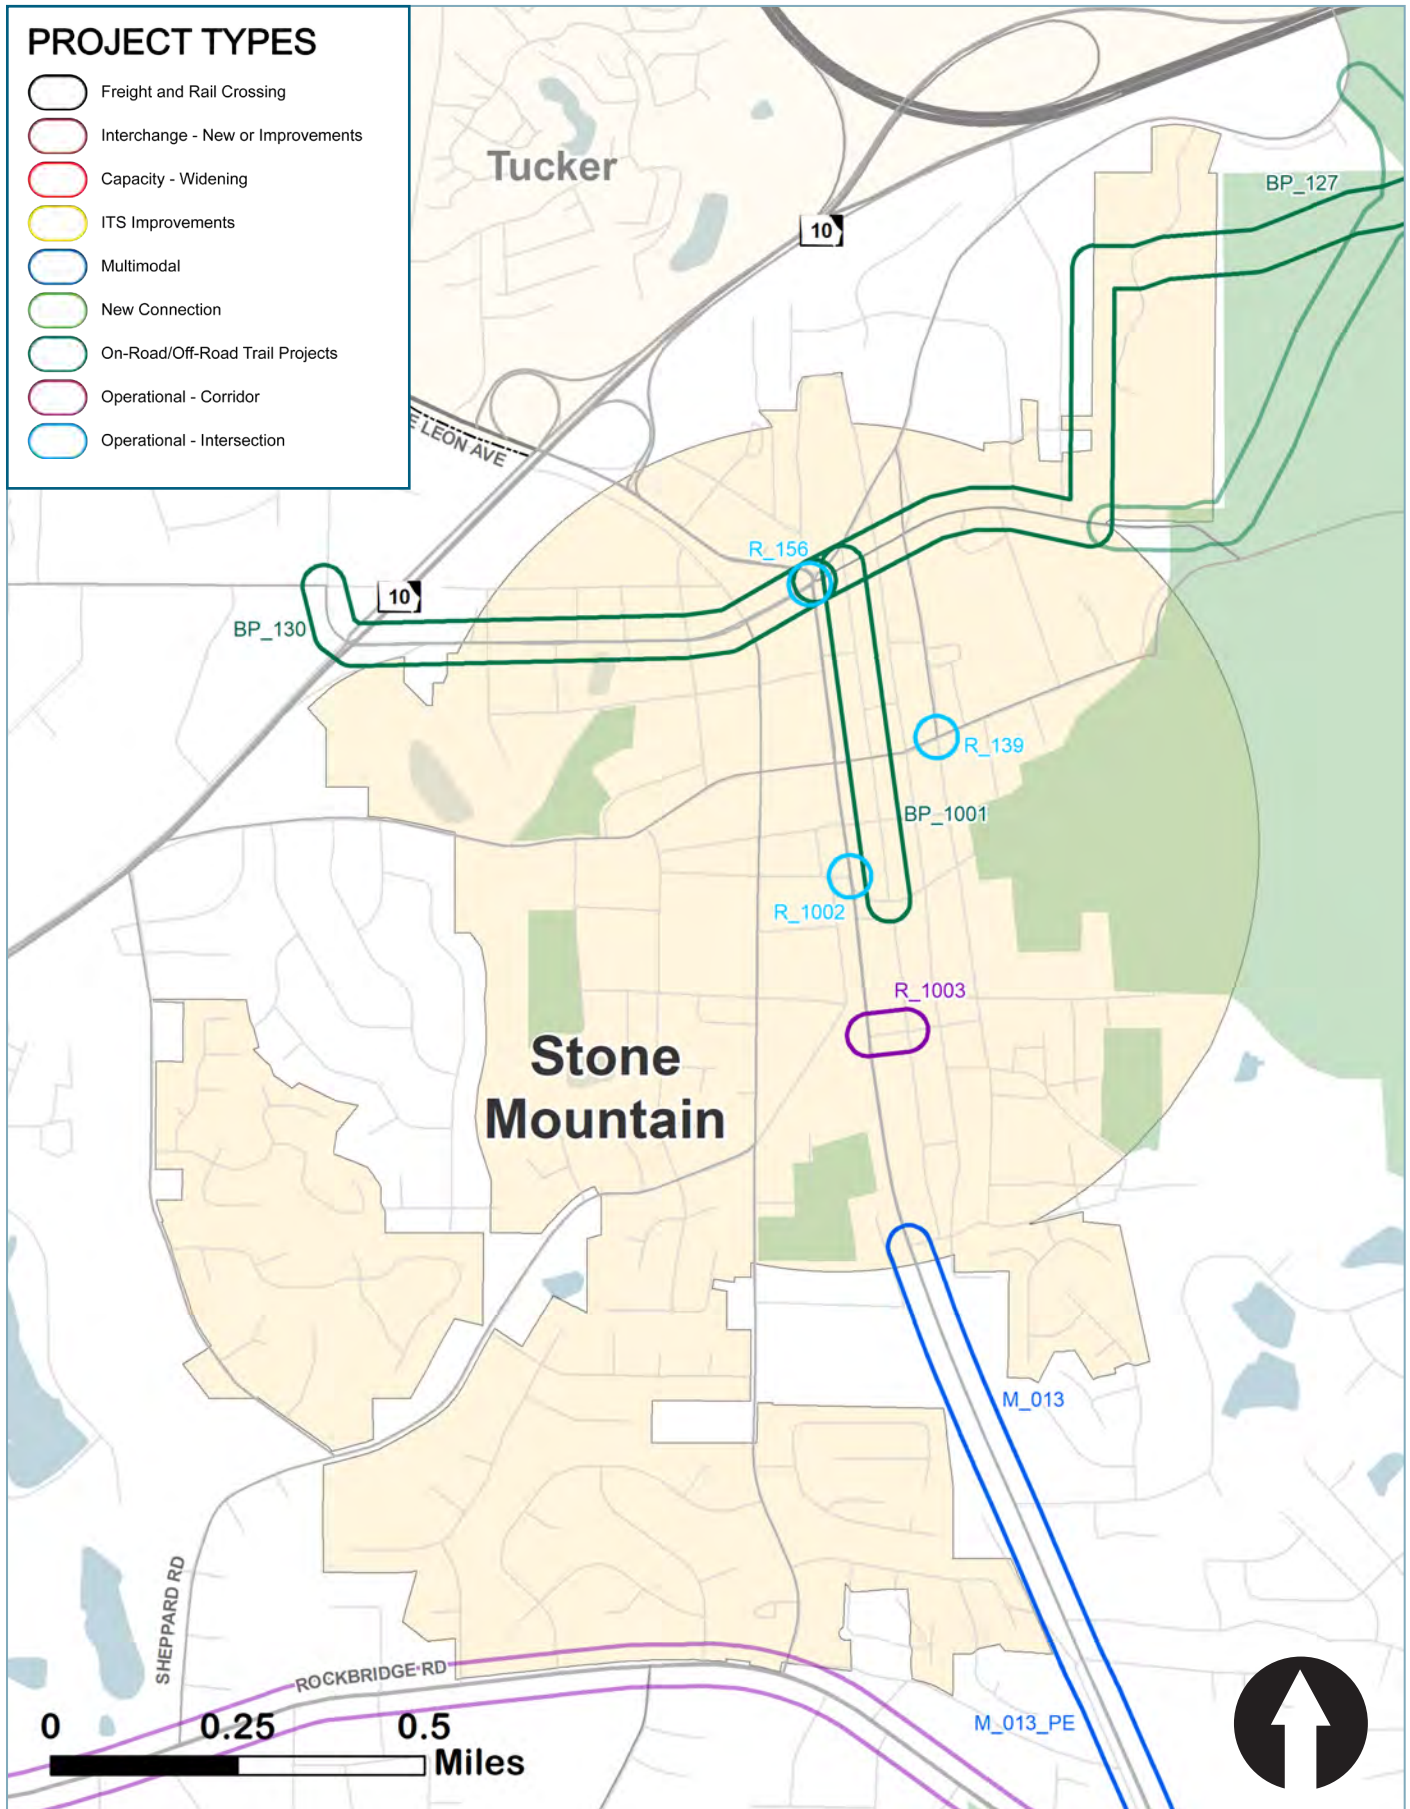 PROJECT TYPES
Freight and Rail Crossing
Interchange - New or Improvements
Capacity - Widening
ITS Improvements
Multimodal
New Connection
On-Road/Off-Road Trail Projects
Operational - Corridor
Operational - Intersection
Tucker
BP_127
10
E LEON AVE
R_156
10
BP_130
R_139
BP_1001
R_1002
R_1003
Stone
Mountain
M_013
SHEPPARD RD
ROCKBRIDGE RD
M_013_PE
0 0.25 0.5
Miles